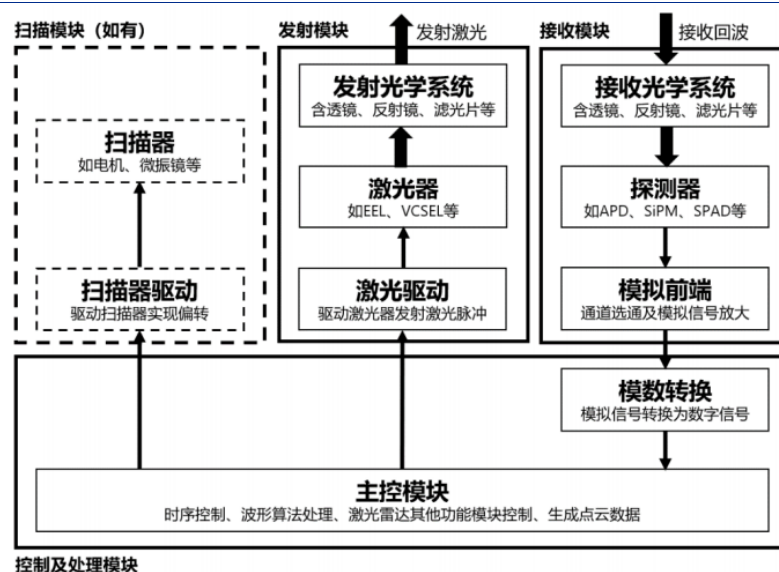 扫描模块（如有）
扫描器
如电机、微振镜等
扫描器驱动
驱动扫描器实现偏转
发射模块
发射激光
发射光学系统
含透镜、反射镜、滤光片等
激光器
如EEL、VCSEL等
激光驱动
驱动激光器发射激光脉冲
接收模块
接收回波
接收光学系统
含透镜、反射镜、滤光片等
探测器
如APD、SiPM、SPAD等
模拟前端
通道选通及模拟信号放大
模数转换
模拟信号转换为数字信号
主控模块
时序控制、波形算法处理、激光雷达其他功能模块控制、生成点云数据
控制及处理模块